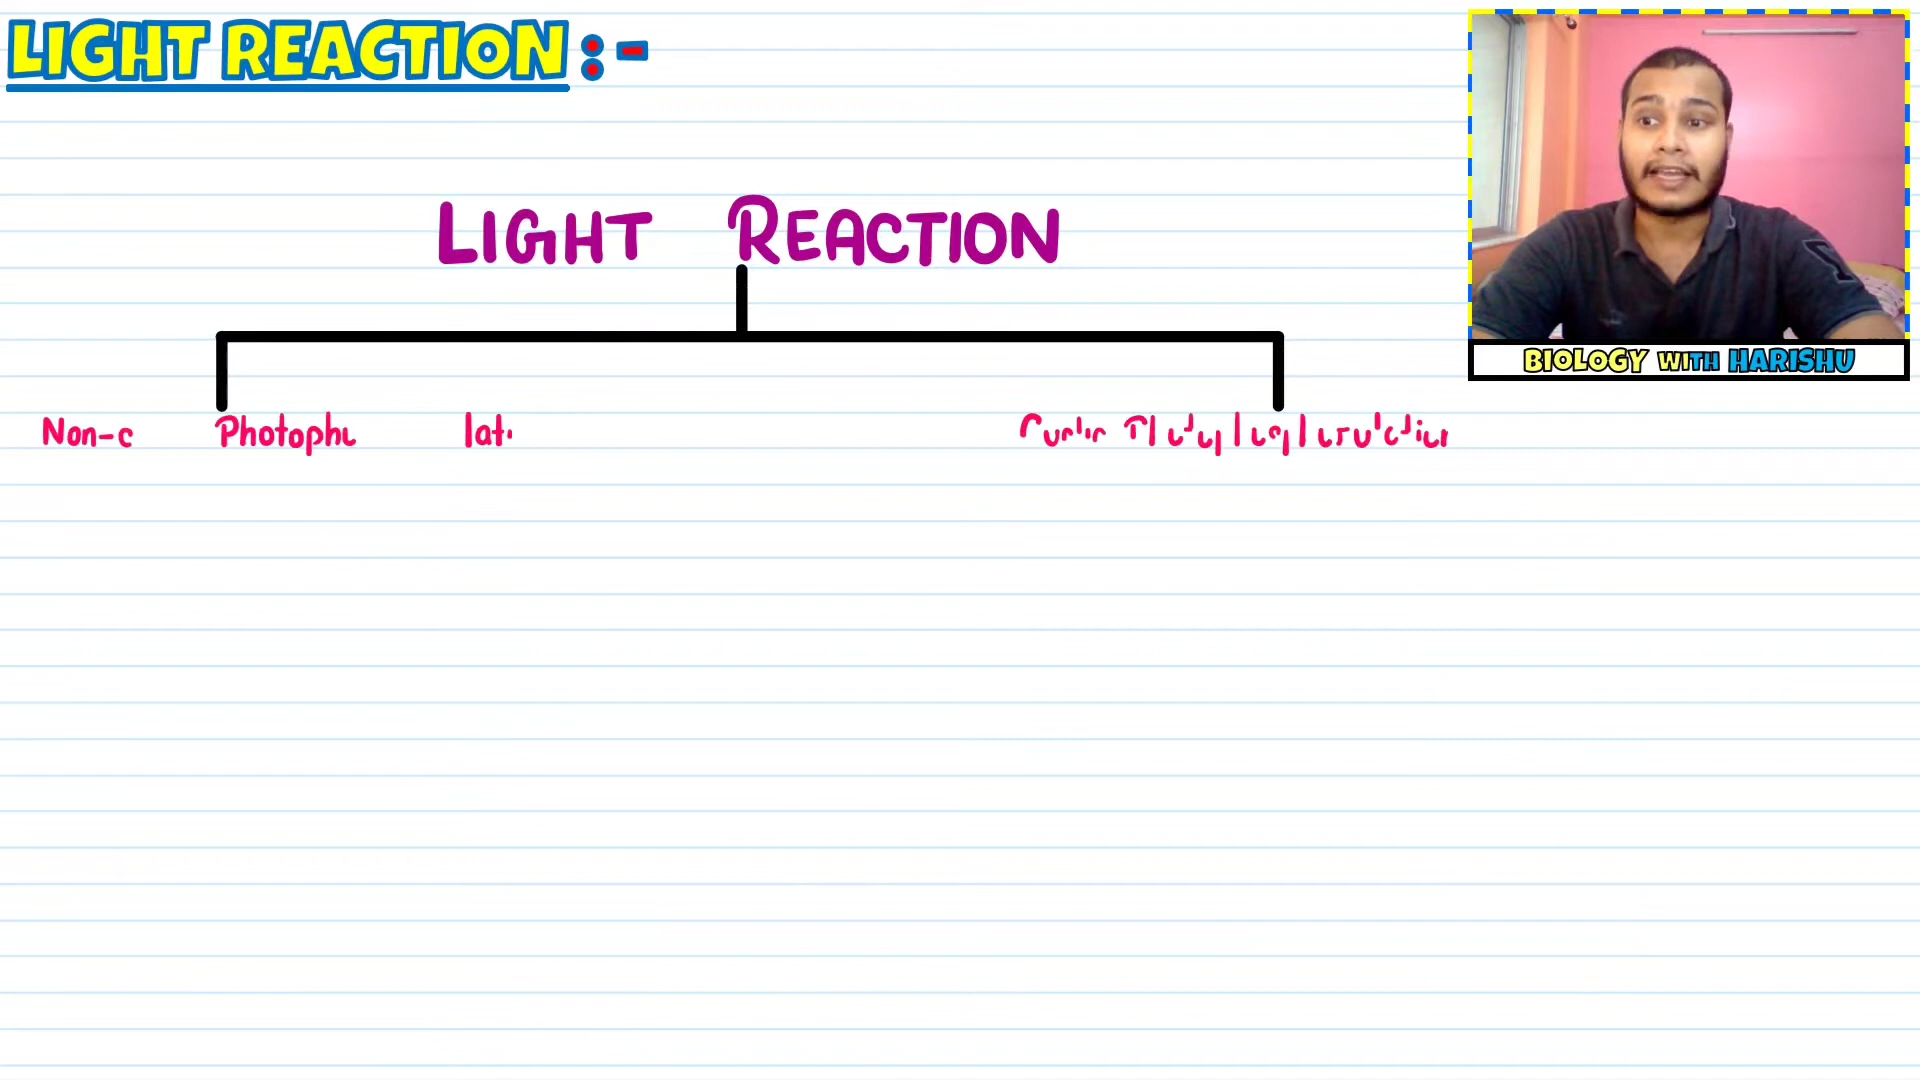 LIGHT REACTION :-
BIOLOGY WITH HARISHU
LIGHT REACTION
Non-c Photoph lat